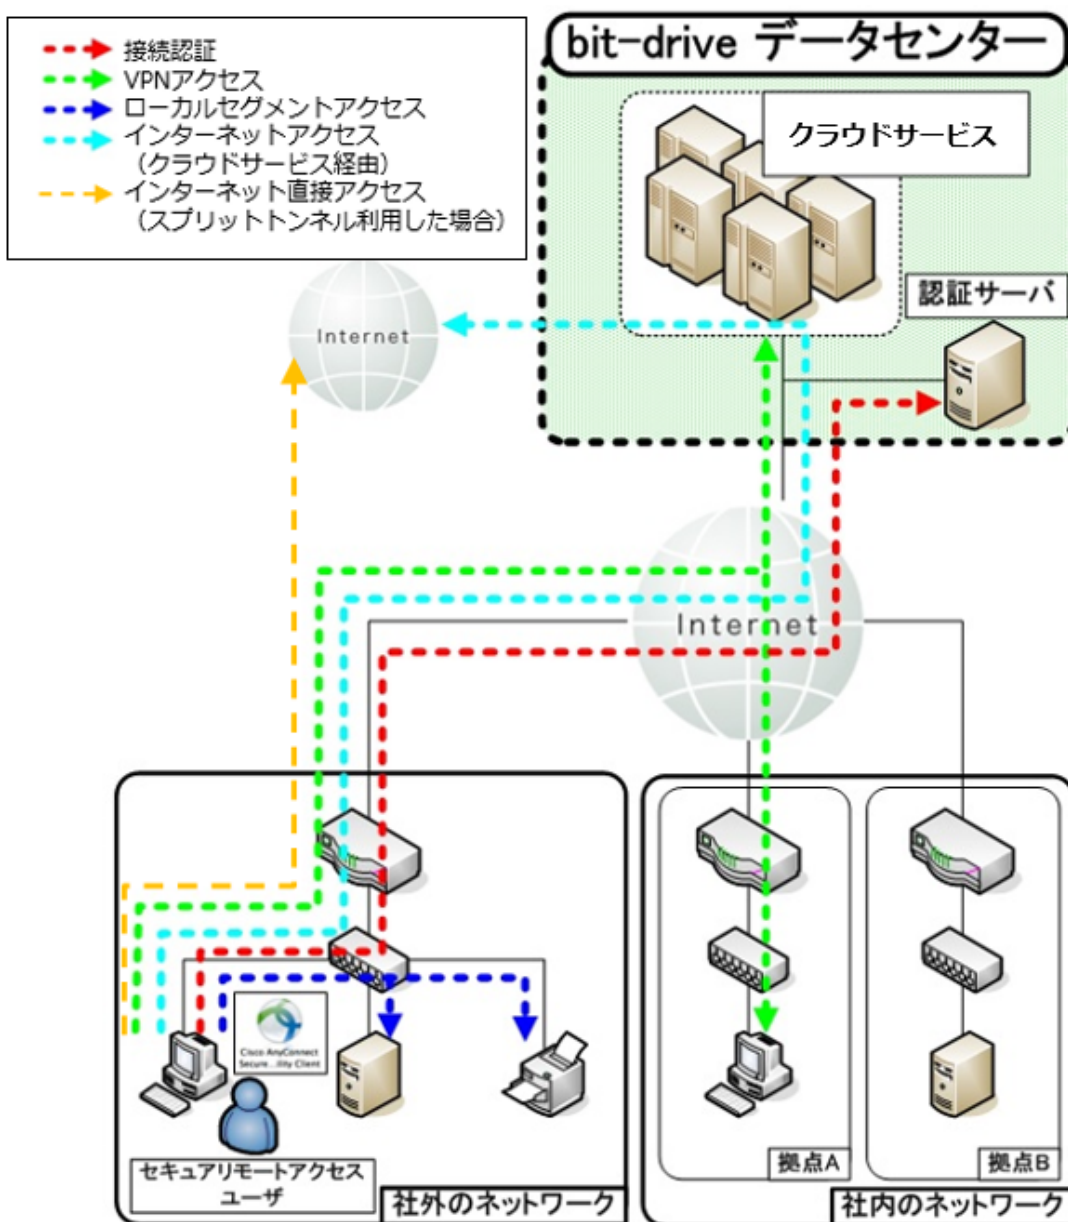 bit-drive データセンター
接続認証
VPNアクセス
ローカルセグメントアクセス
インターネットアクセス
（クラウドサービス経由）
インターネット直接アクセス
（スプリットトンネル利用した場合）
クラウドサービス
認証サーバ
Internet
Internet
Cisco AnyConnect
Secure ...ility Client
セキュアリモートアクセス
ユーザ
社外のネットワーク
拠点A
拠点B
社内のネットワーク